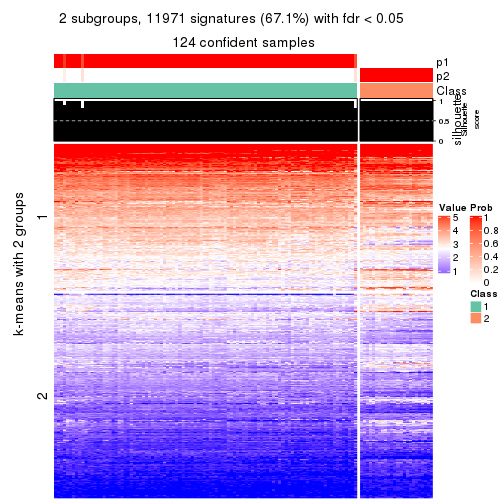 2 subgroups, 11971 signatures (67.1%) with fdr < 0.05
124 confident samples
p1
p2
Class
1
0.5
0
silhouette
Silhouette
score
k-means with 2 groups
1
2
Value
5
4
3
2
1
Prob
1
0.8
0.6
0.4
0.2
0
Class
1
2